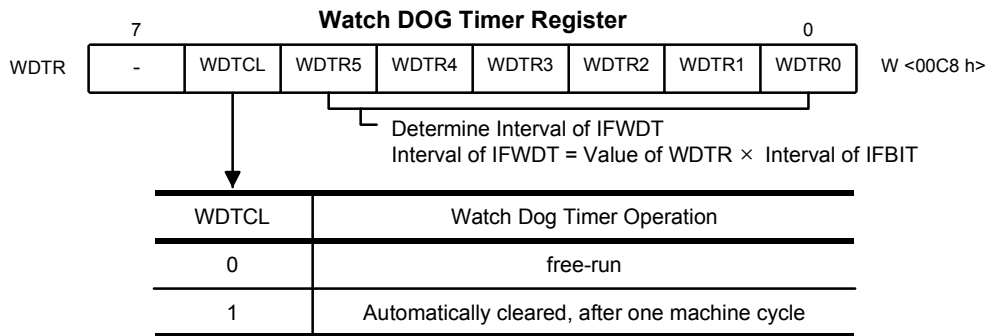 Watch DOG Timer Register
7 0
WDTR - WDTCL WDTR5 WDTR4 WDTR3 WDTR2 WDTR1 WDTR0 W <00C8 h>
Determine Interval of IFWDT
Interval of IFWDT = Value of WDTR × Interval of IFBIT
WDTCL Watch Dog Timer Operation
0 free-run
1 Automatically cleared, after one machine cycle